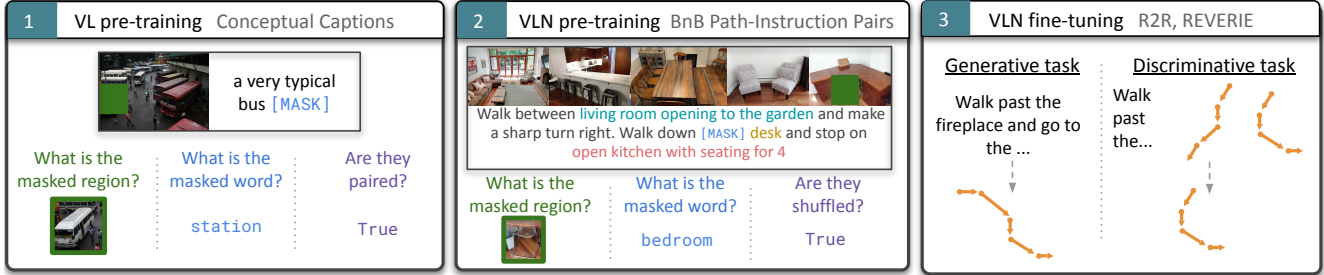 1 VL pre-training Conceptual Captions
a very typical
bus [MASK]
What is the
masked region?
What is the
masked word?
station
Are they
paired?
True
2 VLN pre-training BnB Path-Instruction Pairs
Walk between living room opening to the garden and make
a sharp turn right. Walk down [MASK] desk and stop on
open kitchen with seating for 4
What is the
masked region?
What is the
masked word?
bedroom
Are they
shuffled?
True
3 VLN fine-tuning R2R, REVERIE
Generative task
Walk past the
fireplace and go to
the ...
Discriminative task
Walk
past
the...